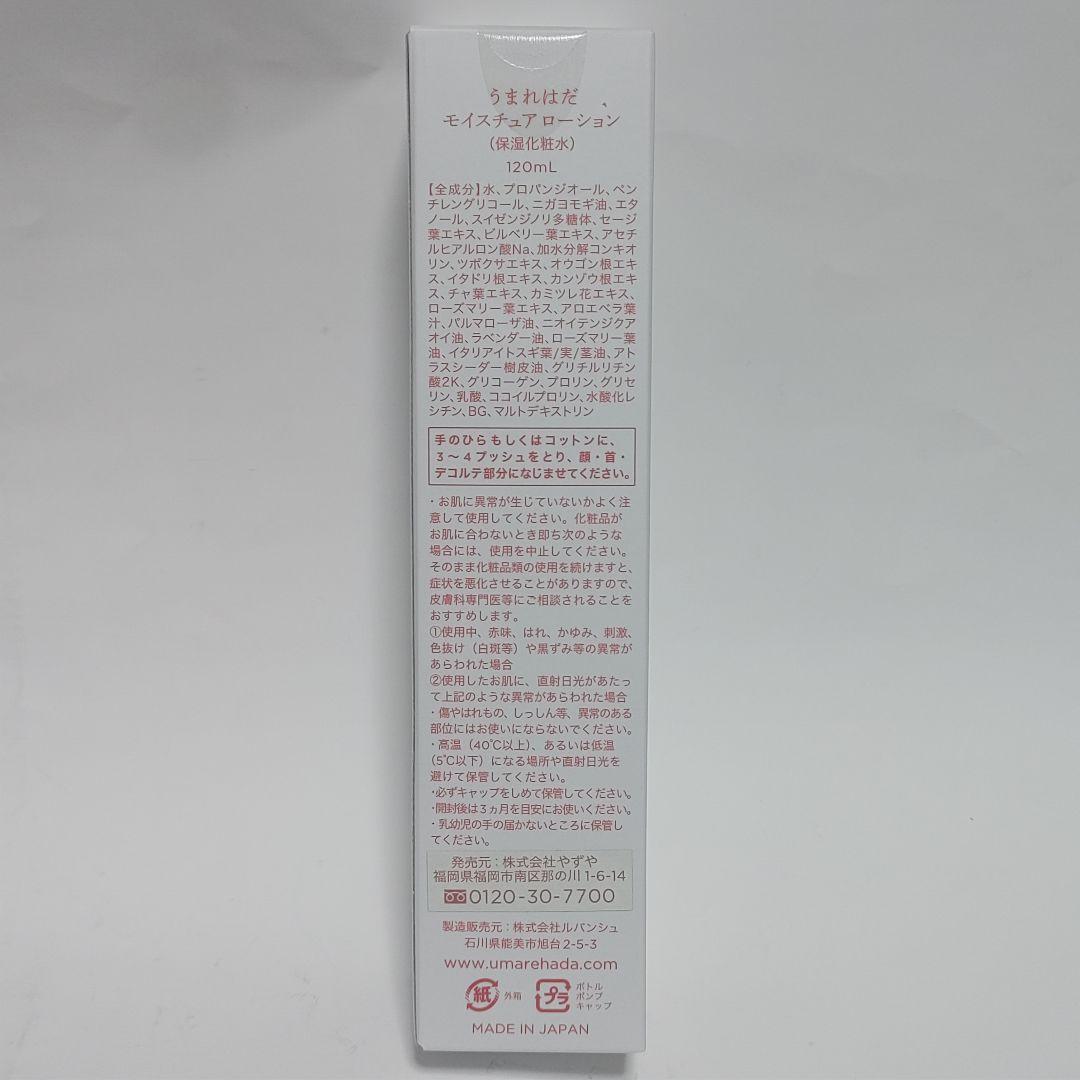 うまれはだ
モイスチュアローション
（保湿化粧水）
120mL
【全成分】水、プロパンジオール、ペン
チレングリコール、ニガヨモギ油、エタ
ノール、スイゼンジノリ多糖体、セージ
葉エキス、ビルベリー葉エキス、アセチ
ルヒアルロン酸Na、加水分解コンキオ
リン、ツボクサエキス、オウゴン根エキ
ス、イタドリ根エキス、カンゾウ根エキ
ス、チャ葉エキス、カミツレ花エキス、
ローズマリー葉エキス、アロエベラ葉
汁、パルマローザ油、ニオイテンジクア
オイ油、ラベンダー油、ローズマリー葉
油、イタリアイトスギ葉/実/茎油、アト
ラスシーダー樹皮油、グリチルリチン
酸2K、グリコーゲン、プロリン、グリセ
リン、乳酸、ココイルプロリン、水酸化レ
シチン、BG、マルトデキストリン
手のひらもしくはコットンに、
3～4プッシュをとり、顔・首・
デコルテ部分になじませてください。
・お肌に異常が生じていないかよく注
意して使用してください。化粧品が
お肌に合わないとき即ち次のような
場合には、使用を中止してください。
そのまま化粧品類の使用を続けますと、
症状を悪化させることがありますので、
皮膚科専門医等にご相談されることを
おすすめします。
①使用中、赤味、はれ、かゆみ、刺激、
色抜け（白斑等）や黒ずみ等の異常が
あらわれた場合
②使用したお肌に、直射日光があたっ
て上記のような異常があらわれた場合
・傷やはれもの、しっしん等、異常のある
部位にはお使いにならないでください。
・高温（40℃以上）、あるいは低温
（5℃以下）になる場所や直射日光を
避けて保管してください。
・必ずキャップをしめて保管してください。
・開封後は3ヵ月を目安にお使いください。
・乳幼児の手の届かないところに保管し
てください。
発売元：株式会社やずや
福岡県福岡市南区那の川1-6-14
0120-30-7700
製造販売元：株式会社ルバンシュ
石川県能美市旭台2-5-3
www.umarehada.com
紙 外箱 プラ ボトル
ポンプ
キャップ
MADE IN JAPAN